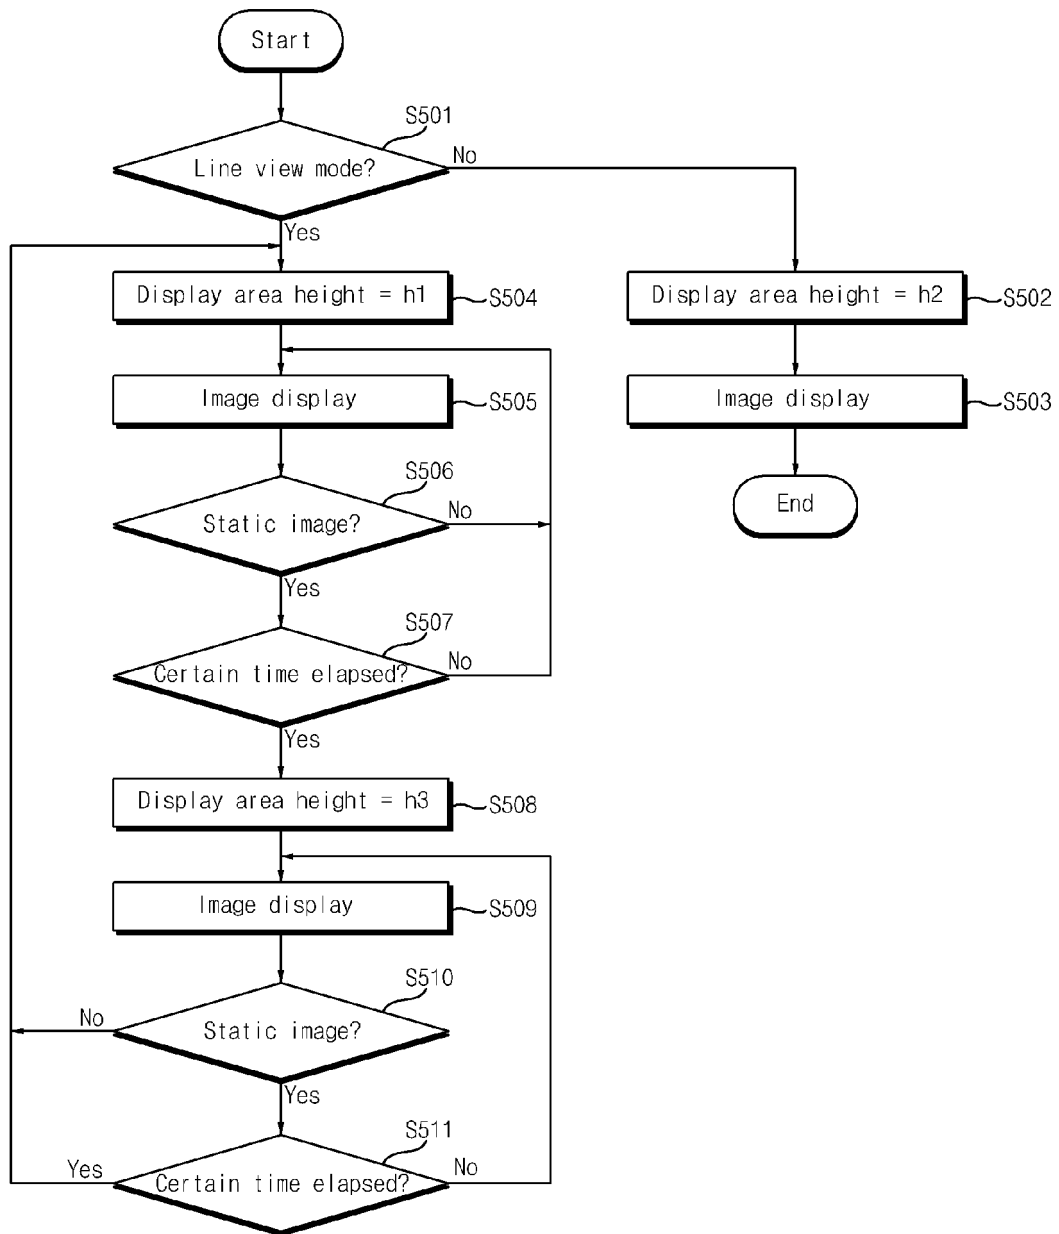 Start
S501
Line view mode?
No
Yes
Display area height = h1
S504
Display area height = h2
S502
Image display
S505
Image display
S503
S506
Static image?
No
End
Yes
S507
Certain time elapsed?
No
Yes
Display area height = h3
S508
Image display
S509
S510
No
Static image?
Yes
S511
Yes
Certain time elapsed?
No